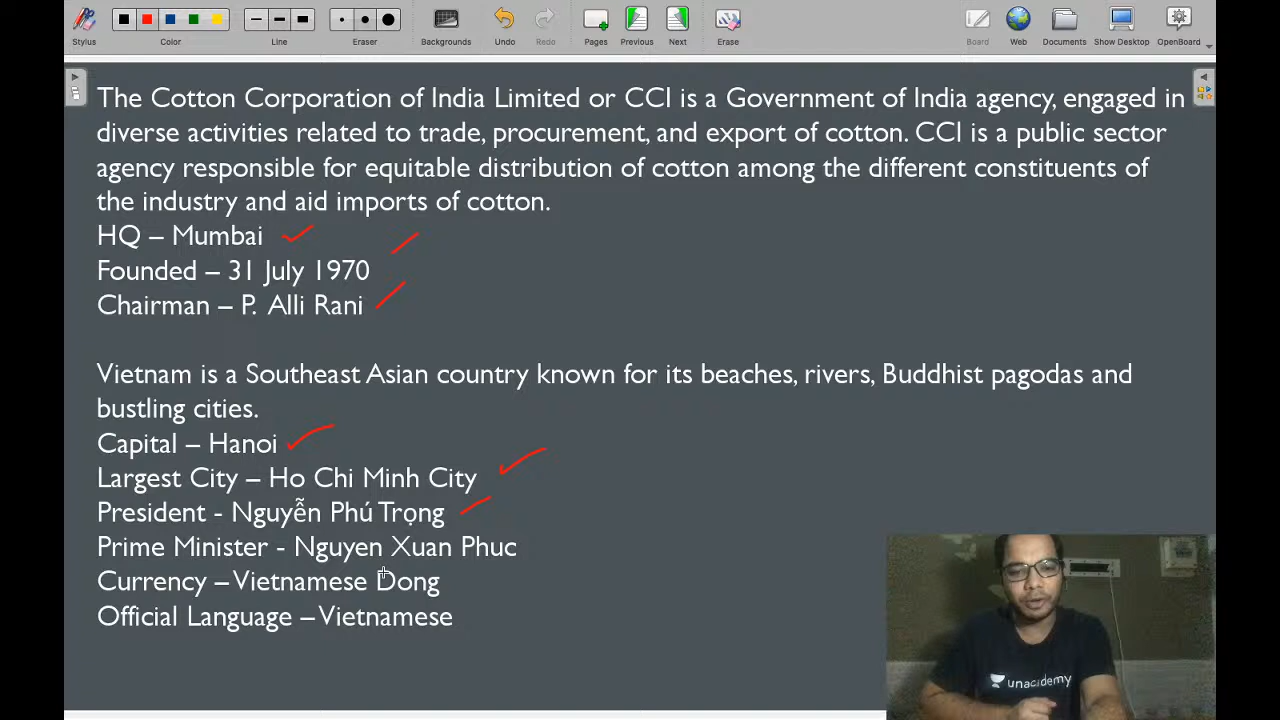 Stylus
Color
Line
Eraser
Backgrounds
Undo
Redo
Pages
Previous
Next
Erase
Board
Web
Documents
Show Desktop
OpenBoard
The Cotton Corporation of India Limited or CCI is a Government of India agency, engaged in
diverse activities related to trade, procurement, and export of cotton. CCI is a public sector
agency responsible for equitable distribution of cotton among the different constituents of
the industry and aid imports of cotton.
HQ – Mumbai
Founded – 31 July 1970
Chairman – P. Alli Rani
Vietnam is a Southeast Asian country known for its beaches, rivers, Buddhist pagodas and
bustling cities.
Capital – Hanoi
Largest City – Ho Chi Minh City
President - Nguyễn Phú Trọng
Prime Minister - Nguyen Xuan Phuc
Currency – Vietnamese Dong
Official Language – Vietnamese
unacademy